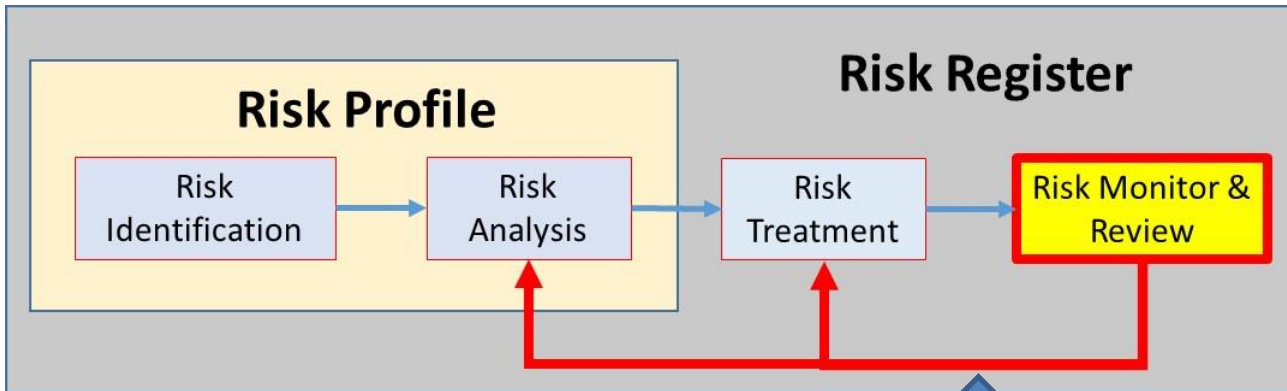 Risk Register
Risk Profile
Risk
Identification
Risk
Analysis
Risk
Treatment
Risk Monitor &
Review